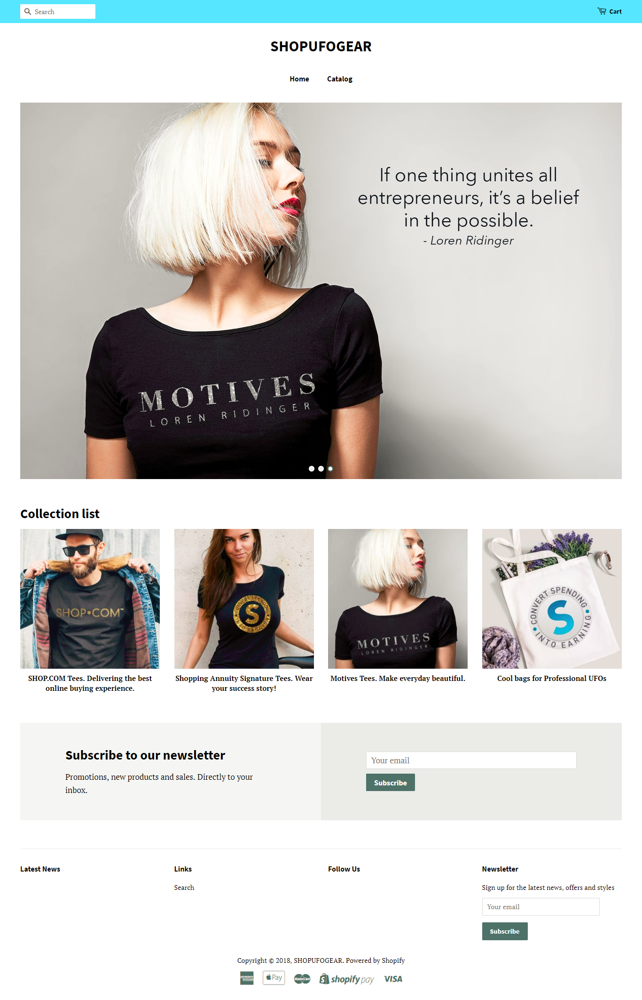 Search
Cart
SHOPUFOGEAR
Home
Catalog
If one thing unites all
entrepreneurs, it's a belief
in the possible.
- Loren Ridinger
MOTIVES
LOREN RIDINGER
Collection list
SHOP•COM™
S
MOTIVES
LOREN RIDINGER
CONVERT SPENDING
S
INTO EARNING
SHOP.COM Tees. Delivering the best
online buying experience.
Shopping Annuity Signature Tees. Wear
your success story!
Motives Tees. Make everyday beautiful.
Cool bags for Professional UFOs
Subscribe to our newsletter
Promotions, new products and sales. Directly to your
inbox.
Your email
Subscribe
Latest News
Links
Search
Follow Us
Newsletter
Sign up for the latest news, offers and styles
Your email
Subscribe
Copyright © 2018, SHOPUFOGEAR. Powered by Shopify
AMERICAN EXPRESS
Pay
MasterCard
shopify pay
VISA